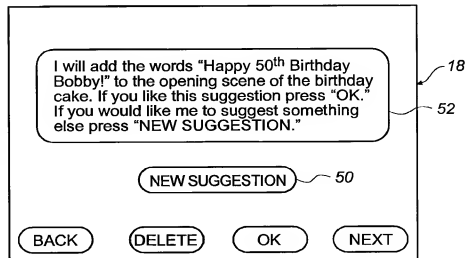 I will add the words “Happy 50th Birthday
Bobby!” to the opening scene of the birthday
cake. If you like this suggestion press “OK.”
If you would like me to suggest something
else press “NEW SUGGESTION.”
18
52
NEW SUGGESTION
50
BACK DELETE OK NEXT